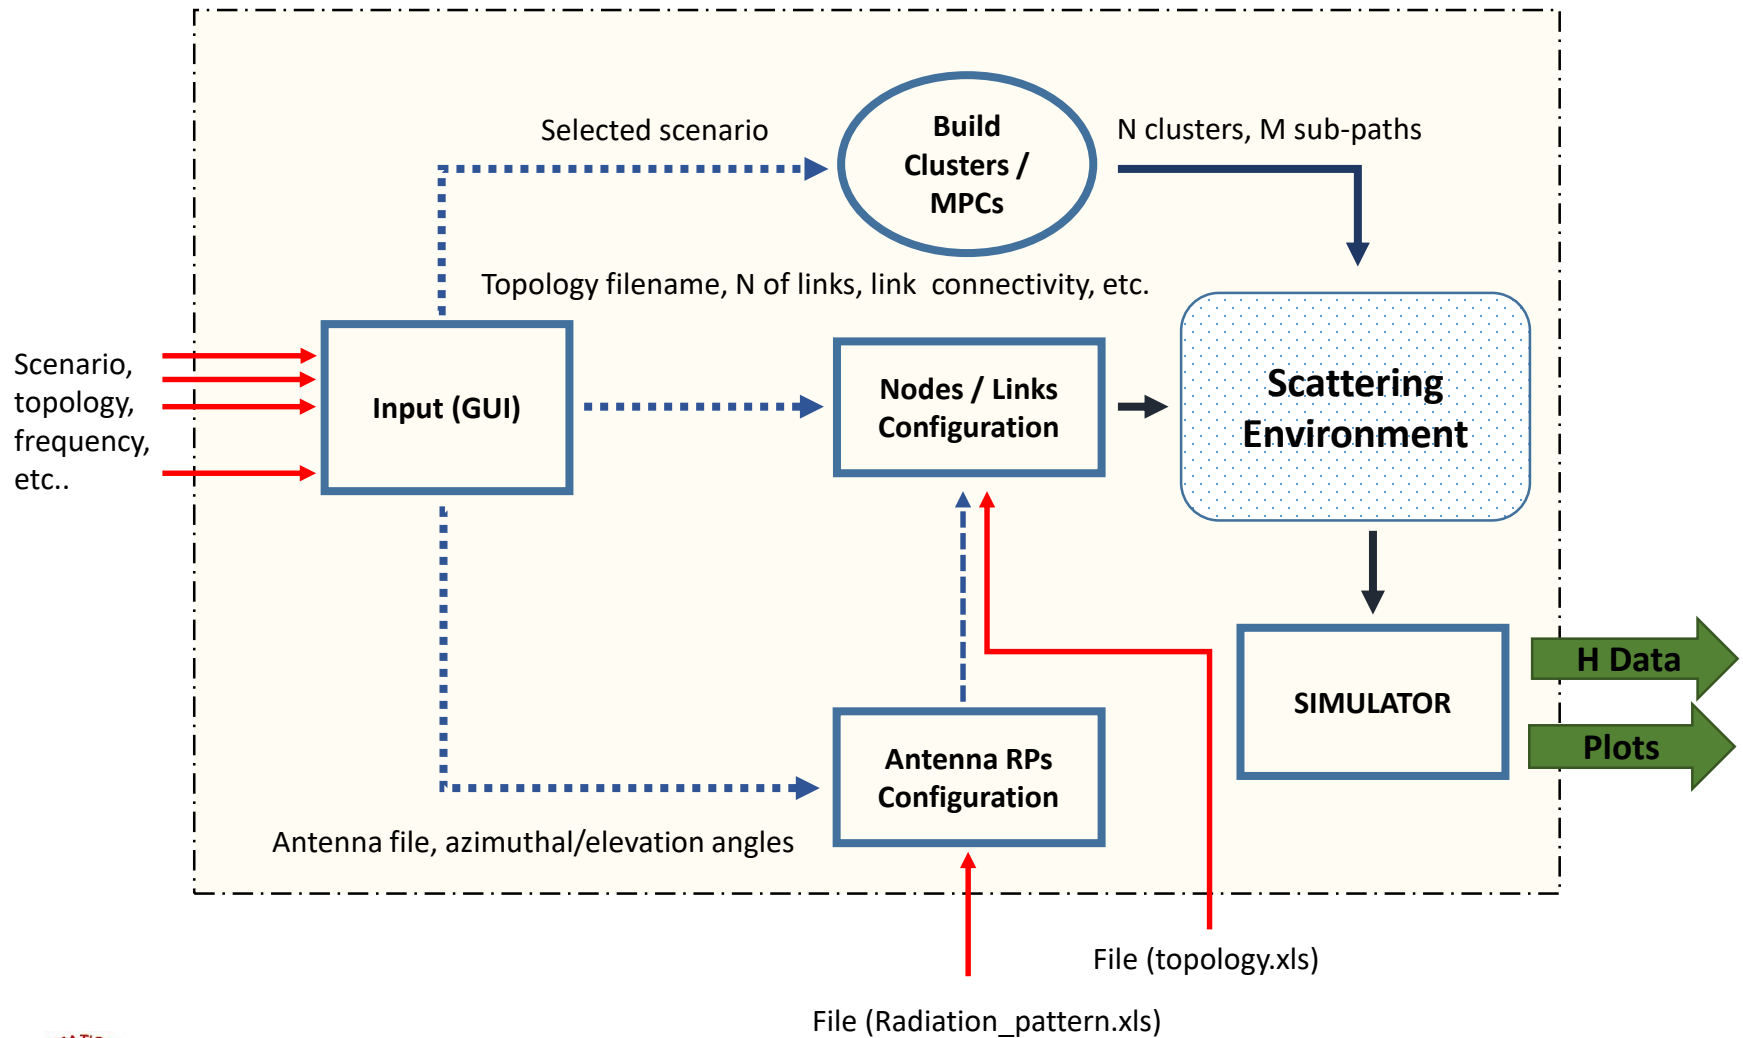 Selected scenario
Build
Clusters /
MPCs
N clusters, M sub-paths
Topology filename, N of links, link connectivity, etc.
Scenario,
topology,
frequency,
etc..
Input (GUI)
Nodes / Links
Configuration
Scattering
Environment
H Data
SIMULATOR
Plots
Antenna RPs
Configuration
Antenna file, azimuthal/elevation angles
File (topology.xls)
File (Radiation_pattern.xls)